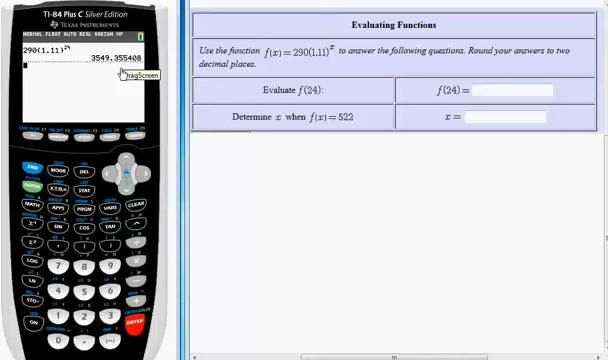 TI-84 Plus C Silver Edition
TEXAS INSTRUMENTS
NORMAL FLOAT AUTO REAL RADIAN MP
290(1.11)^24
3549.355408
DragScreen
2ND
MODE
DEL
ALPHA
X,T,Θ,n
STAT
MATH
APPS
PRGM
VARS
CLEAR
SIN
COS
TAN
LOG
7
8
9
LN
4
5
6
STO
1
2
3
ON
0
(−)
ENTER
Evaluating Functions
Use the function f(x) = 290(1.11)^x to answer the following questions. Round your answers to two
decimal places.
Evaluate f(24):
f(24) =
Determine x when f(x) = 522
x =